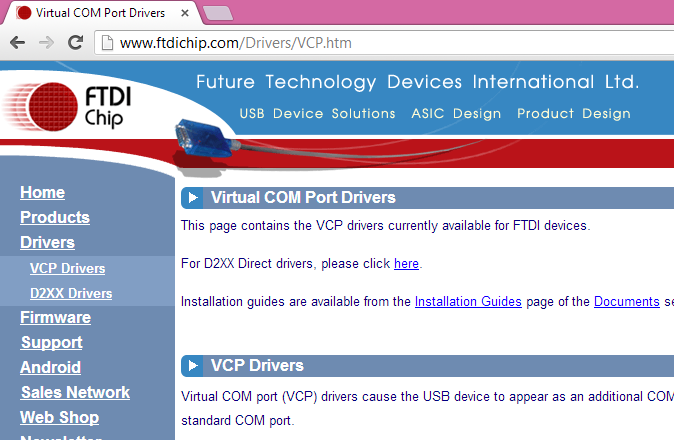 Virtual COM Port Drivers
www.ftdichip.com/Drivers/VCP.htm
Future Technology Devices International Ltd.
FTDI
Chip
USB Device Solutions ASIC Design Product Design
Home
Products
Drivers
VCP Drivers
D2XX Drivers
Firmware
Support
Android
Sales Network
Web Shop
Newsletter
Virtual COM Port Drivers
This page contains the VCP drivers currently available for FTDI devices.
For D2XX Direct drivers, please click here.
Installation guides are available from the Installation Guides page of the Documents se
VCP Drivers
Virtual COM port (VCP) drivers cause the USB device to appear as an additional COM
standard COM port.